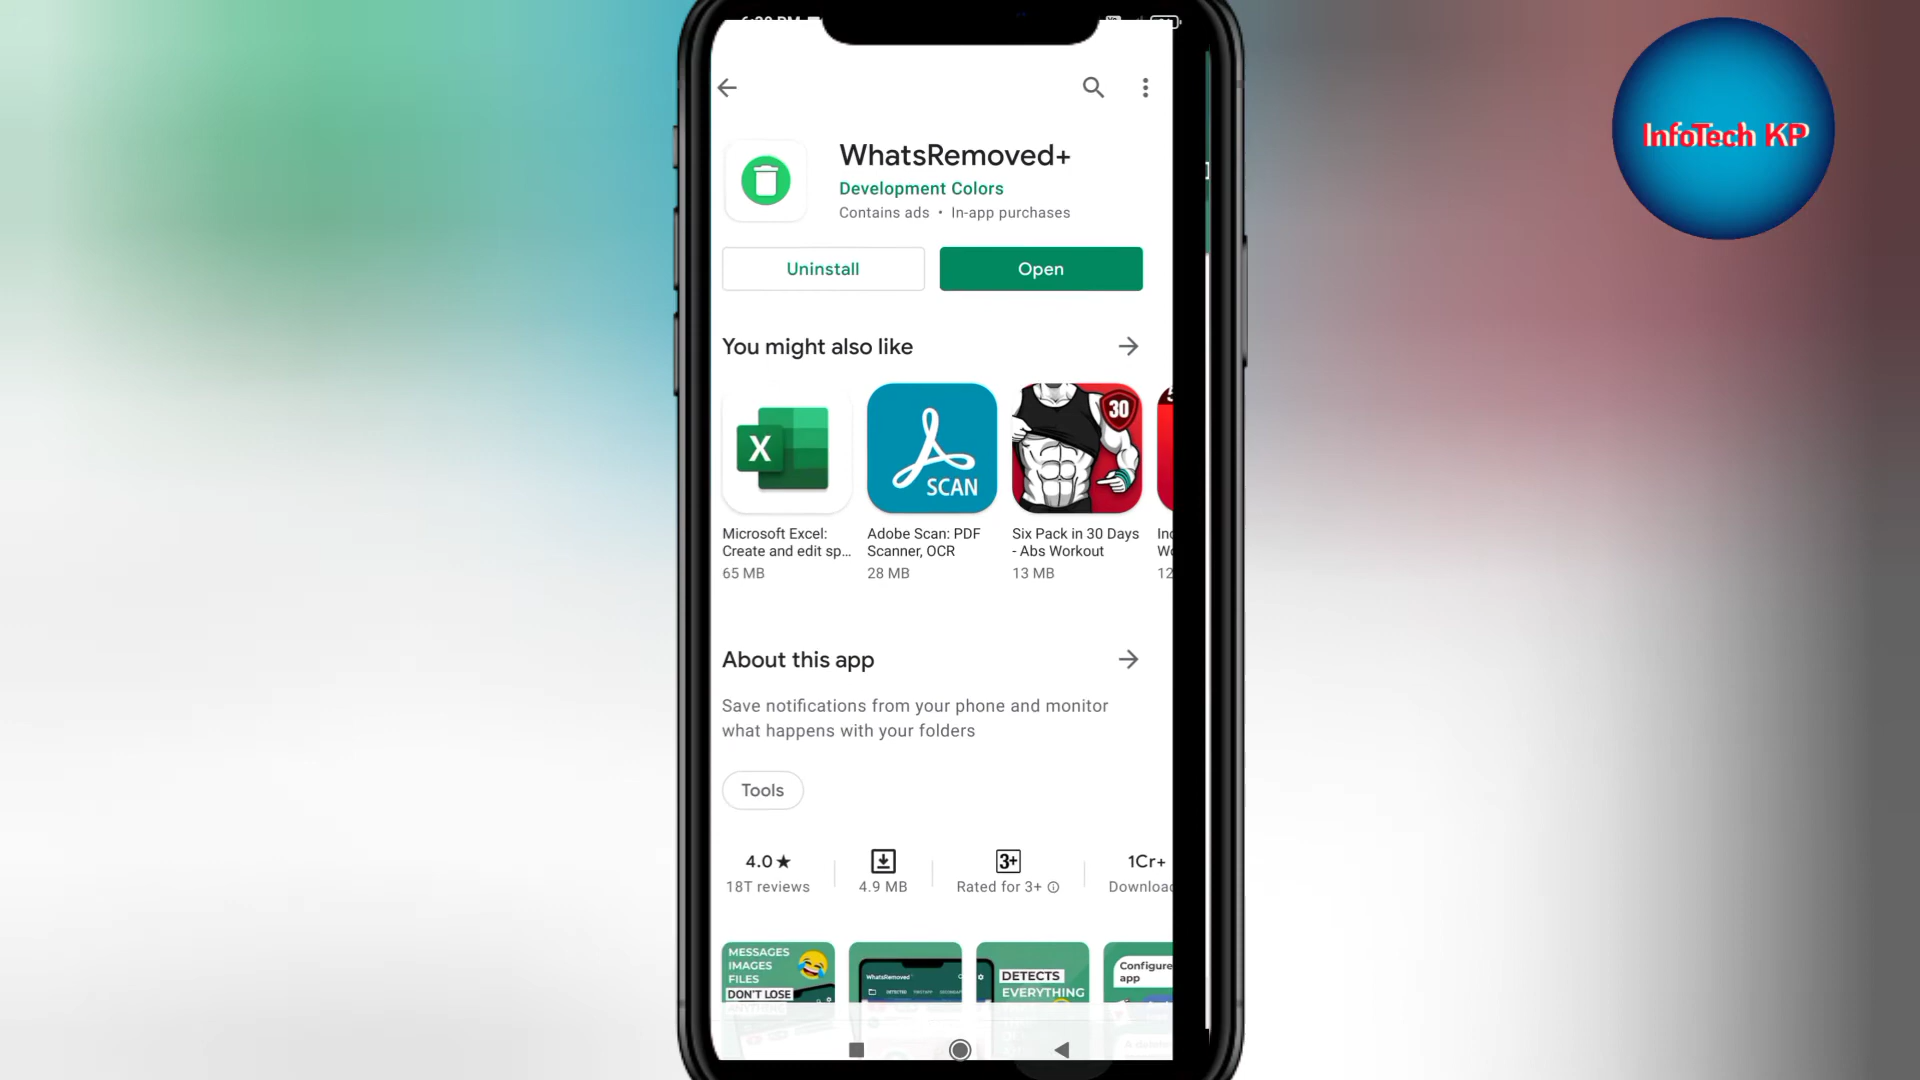 InfoTech KP
WhatsRemoved+
Development Colors
Contains ads • In-app purchases
Uninstall
Open
You might also like
X
SCAN
30
Microsoft Excel:
Create and edit sp...
65 MB
Adobe Scan: PDF
Scanner, OCR
28 MB
Six Pack in 30 Days
- Abs Workout
13 MB
About this app
Save notifications from your phone and monitor
what happens with your folders
Tools
4.0★
18T reviews
4.9 MB
3+
Rated for 3+
1Cr+
MESSAGES
IMAGES
FILES
DON'T LOSE
ANYTHING
WhatsRemoved
DETECTED
DETECTS
EVERYTHING
Configure
app